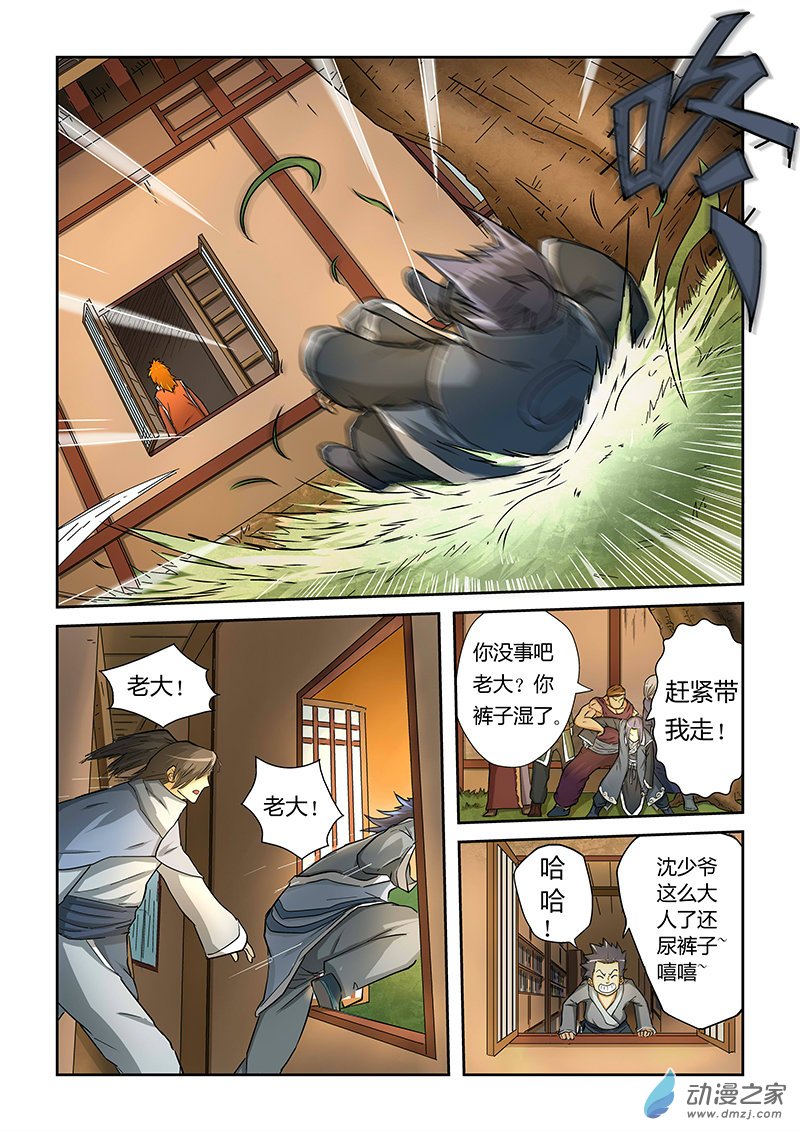 咚
老大！
老大！
你没事吧
老大？你
裤子湿了。
赶紧带
我走！
哈
哈
！
沈少爷
这么大
人了还
尿裤子~
嘻嘻~
动漫之家
www.dmzj.com